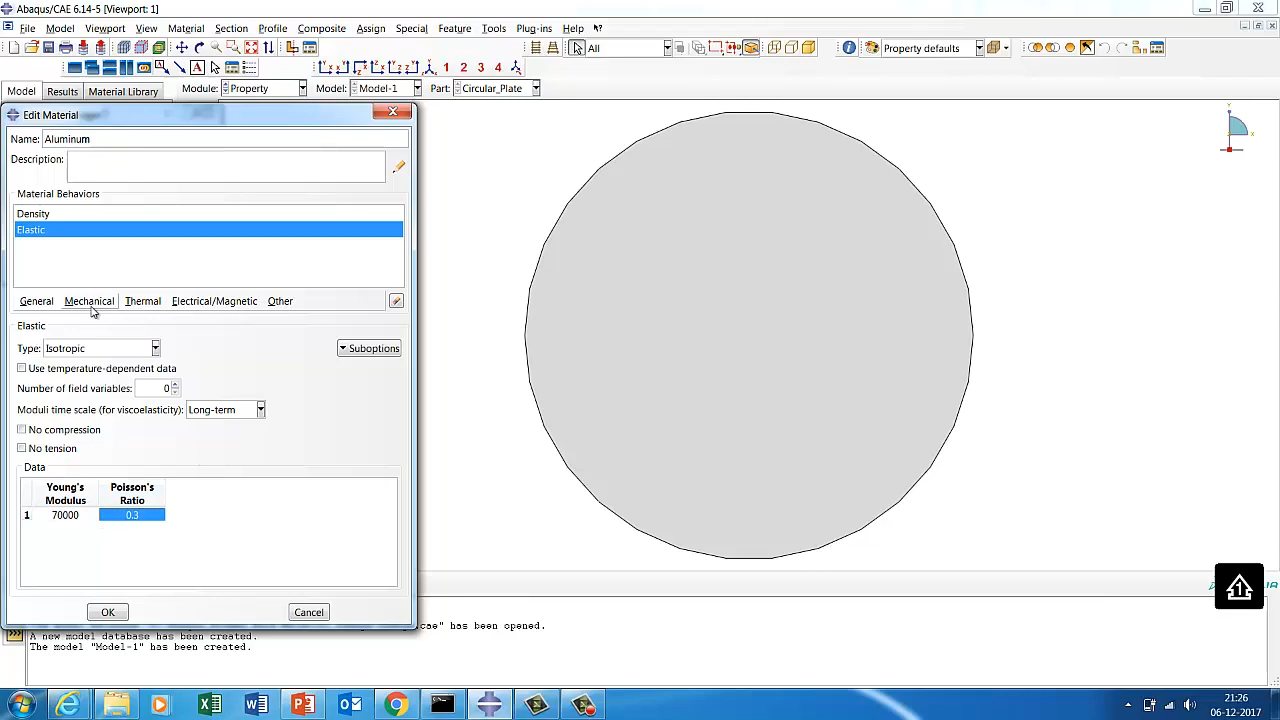 Abaqus/CAE 6.14-5 [Viewport: 1]
File Model Viewport View Material Section Profile Composite Assign Special Feature Tools Plug-ins Help
All
Property defaults
1 2 3 4
Model Results Material Library Module: Property Model: Model-1 Part: Circular_Plate
Edit Material
Name: Aluminum
Description:
Material Behaviors
Density
Elastic
General Mechanical Thermal Electrical/Magnetic Other
Elastic
Type: Isotropic
Suboptions
Use temperature-dependent data
Number of field variables: 0
Moduli time scale (for viscoelasticity): Long-term
No compression
No tension
Data
Young's Poisson's
Modulus Ratio
1 70000 0.3
OK Cancel
Y
X
cae" has been opened.
A new model database has been created.
The model "Model-1" has been created.
21:26
06-12-2017